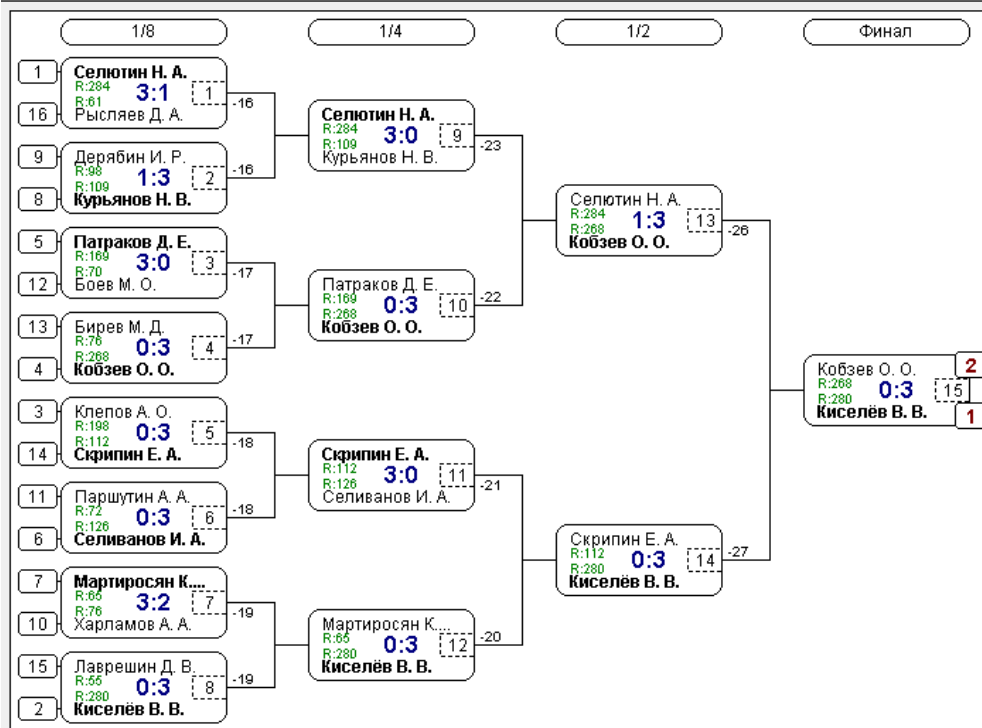 1/8
1/4
1/2
Финал
1
Селютин Н. А.
R:284
R:61
3:1
1
-16
16
Рысляев Д. А.
9
Дерябин И. Р.
R:98
R:109
1:3
2
-16
8
Курьянов Н. В.
5
Патраков Д. Е.
R:169
R:70
3:0
3
-17
12
Боев М. О.
13
Бирев М. Д.
R:76
R:268
0:3
4
-17
4
Кобзев О. О.
3
Клепов А. О.
R:198
R:112
0:3
5
-18
14
Скрипин Е. А.
11
Паршутин А. А.
R:72
R:126
0:3
6
-18
6
Селиванов И. А.
7
Мартиросян К....
R:65
R:76
3:2
7
-19
10
Харламов А. А.
15
Лаврешин Д. В.
R:55
R:280
0:3
8
-19
2
Киселёв В. В.
Селютин Н. А.
R:284
R:109
3:0
9
-23
Курьянов Н. В.
Патраков Д. Е.
R:169
R:268
0:3
10
-22
Кобзев О. О.
Скрипин Е. А.
R:112
R:126
3:0
11
-21
Селиванов И. А.
Мартиросян К....
R:65
R:280
0:3
12
-20
Киселёв В. В.
Селютин Н. А.
R:284
R:268
1:3
13
-26
Кобзев О. О.
Скрипин Е. А.
R:112
R:280
0:3
14
-27
Киселёв В. В.
Кобзев О. О.
2
R:268
R:280
0:3
15
Киселёв В. В.
1